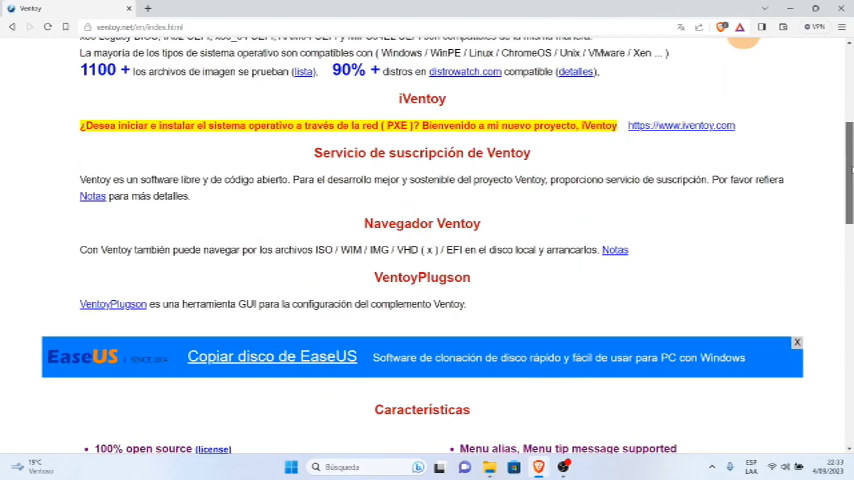 Ventoy
ventoy.net/en/index.html
VPN
La mayoría de los tipos de sistema operativo son compatibles con ( Windows / WinPE / Linux / ChromeOS / Unix / VMware / Xen ... )
1100 + los archivos de imagen se prueban (lista). 90% + distros en distrowatch.com compatible (detalles),
iVentoy
¿Desea iniciar e instalar el sistema operativo a través de la red ( PXE )? Bienvenido a mi nuevo proyecto, iVentoy https://www.iventoy.com
Servicio de suscripción de Ventoy
Ventoy es un software libre y de código abierto. Para el desarrollo mejor y sostenible del proyecto Ventoy, proporciono servicio de suscripción. Por favor refiera
Notas para más detalles.
Navegador Ventoy
Con Ventoy también puede navegar por los archivos ISO / WIM / IMG / VHD ( x ) / EFI en el disco local y arrancarlos. Notas
VentoyPlugson
VentoyPlugson es una herramienta GUI para la configuración del complemento Ventoy.
X
EaseUS | SINCE 2004 Copiar disco de EaseUS Software de clonación de disco rápido y fácil de usar para PC con Windows
Características
• 100% open source (license)
• Menu alias, Menu tip message supported
19°C
Ventoso
Búsqueda
ESP
LAA
22:33
4/09/2023